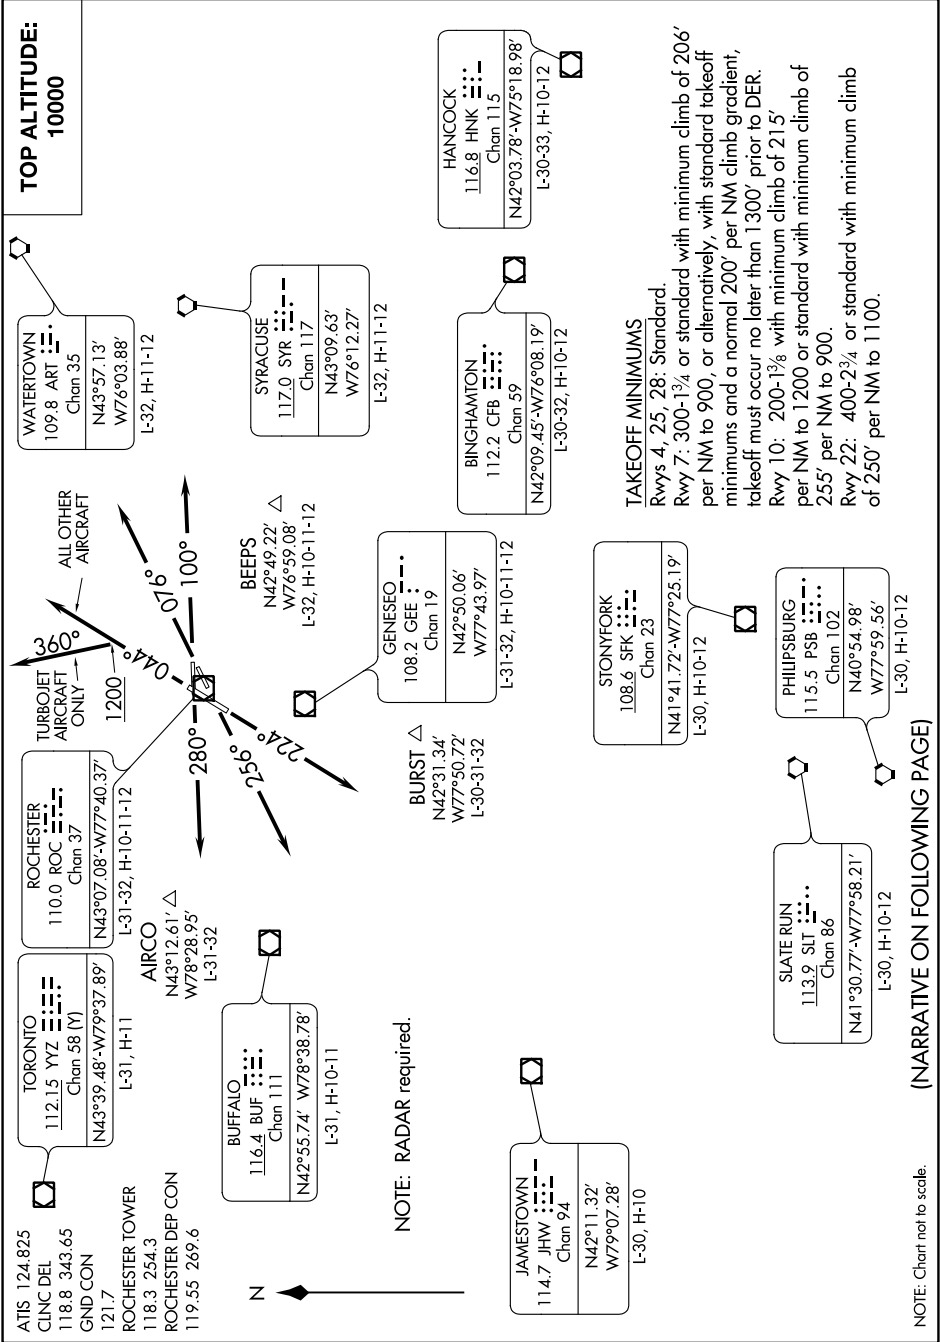 TOP ALTITUDE:
10000
ATIS 124.825
CLNC DEL
118.8 343.65
GND CON
121.7
ROCHESTER TOWER
118.3 254.3
ROCHESTER DEP CON
119.55 269.6
TORONTO
112.15 YYZ
Chan 58 (Y)
N43°39.48'-W79°37.89'
L-31, H-11
ROCHESTER
110.0 ROC
Chan 37
N43°07.08'-W77°40.37'
L-31-32, H-10-11-12
TURBOJET
AIRCRAFT
ONLY
360°
1200
ALL OTHER
AIRCRAFT
044°
076°
100°
280°
256°
224°
WATERTOWN
109.8 ART
Chan 35
N43°57.13'
W76°03.88'
L-32, H-11-12
SYRACUSE
117.0 SYR
Chan 117
N43°09.63'
W76°12.27'
L-32, H-11-12
AIRCO
N43°12.61'
W78°28.95'
L-31-32
BEEPS
N42°49.22'
W76°59.08'
L-32, H-10-11-12
BUFFALO
116.4 BUF
Chan 111
N42°55.74' W78°38.78'
L-31, H-10-11
GENESEO
108.2 GEE
Chan 19
N42°50.06'
W77°43.97'
L-31-32, H-10-11-12
BURST
N42°31.34'
W77°50.72'
L-30-31-32
BINGHAMTON
112.2 CFB
Chan 59
N42°09.45'-W76°08.19'
L-30-32, H-10-12
HANCOCK
116.8 HNK
Chan 115
N42°03.78'-W75°18.98'
L-30-33, H-10-12
NOTE: RADAR required.
N
JAMESTOWN
114.7 JHW
Chan 94
N42°11.32'
W79°07.28'
L-30, H-10
STONYFORK
108.6 SFK
Chan 23
N41°41.72'-W77°25.19'
L-30, H-10-12
SLATE RUN
113.9 SLT
Chan 86
N41°30.77'-W77°58.21'
L-30, H-10-12
PHILIPSBURG
115.5 PSB
Chan 102
N40°54.98'
W77°59.56'
L-30, H-10-12
TAKEOFF MINIMUMS
Rwys 4, 25, 28: Standard.
Rwy 7: 300-1¾ or standard with minimum climb of 206'
per NM to 900, or alternatively, with standard takeoff
minimums and a normal 200' per NM climb gradient,
takeoff must occur no later than 1300' prior to DER.
Rwy 10: 200-1⅜ with minimum climb of 215'
per NM to 1200 or standard with minimum climb of
255' per NM to 900.
Rwy 22: 400-2¾ or standard with minimum climb
of 250' per NM to 1100.
NOTE: Chart not to scale.
(NARRATIVE ON FOLLOWING PAGE)